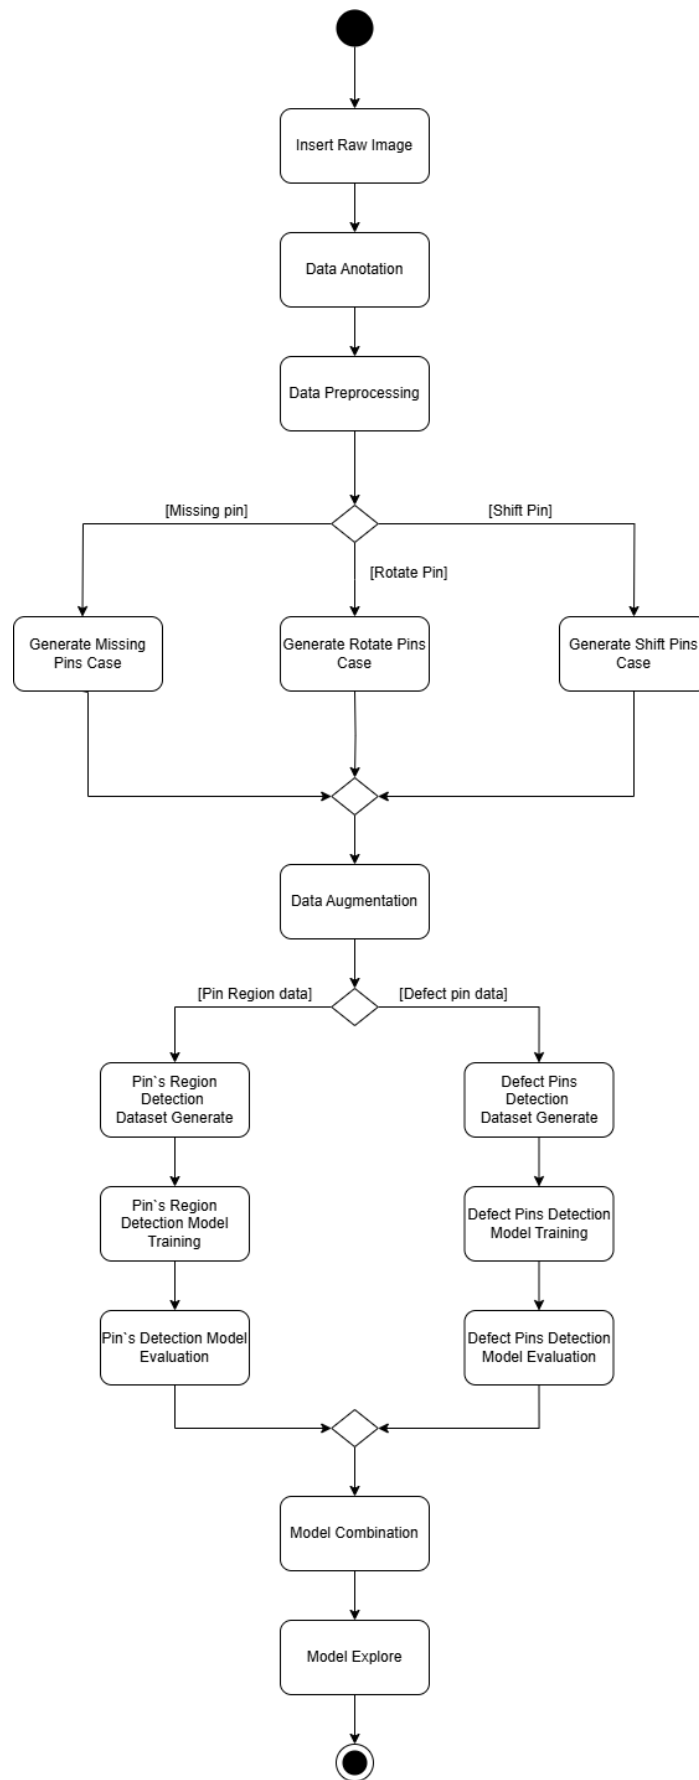 Insert Raw Image
Data Anotation
Data Preprocessing
[Missing pin]
[Shift Pin]
[Rotate Pin]
Generate Missing
Pins Case
Generate Rotate Pins
Case
Generate Shift Pins
Case
Data Augmentation
[Pin Region data]
[Defect pin data]
Pin`s Region
Detection
Dataset Generate
Defect Pins
Detection
Dataset Generate
Pin`s Region
Detection Model
Training
Defect Pins Detection
Model Training
Pin`s Detection Model
Evaluation
Defect Pins Detection
Model Evaluation
Model Combination
Model Explore